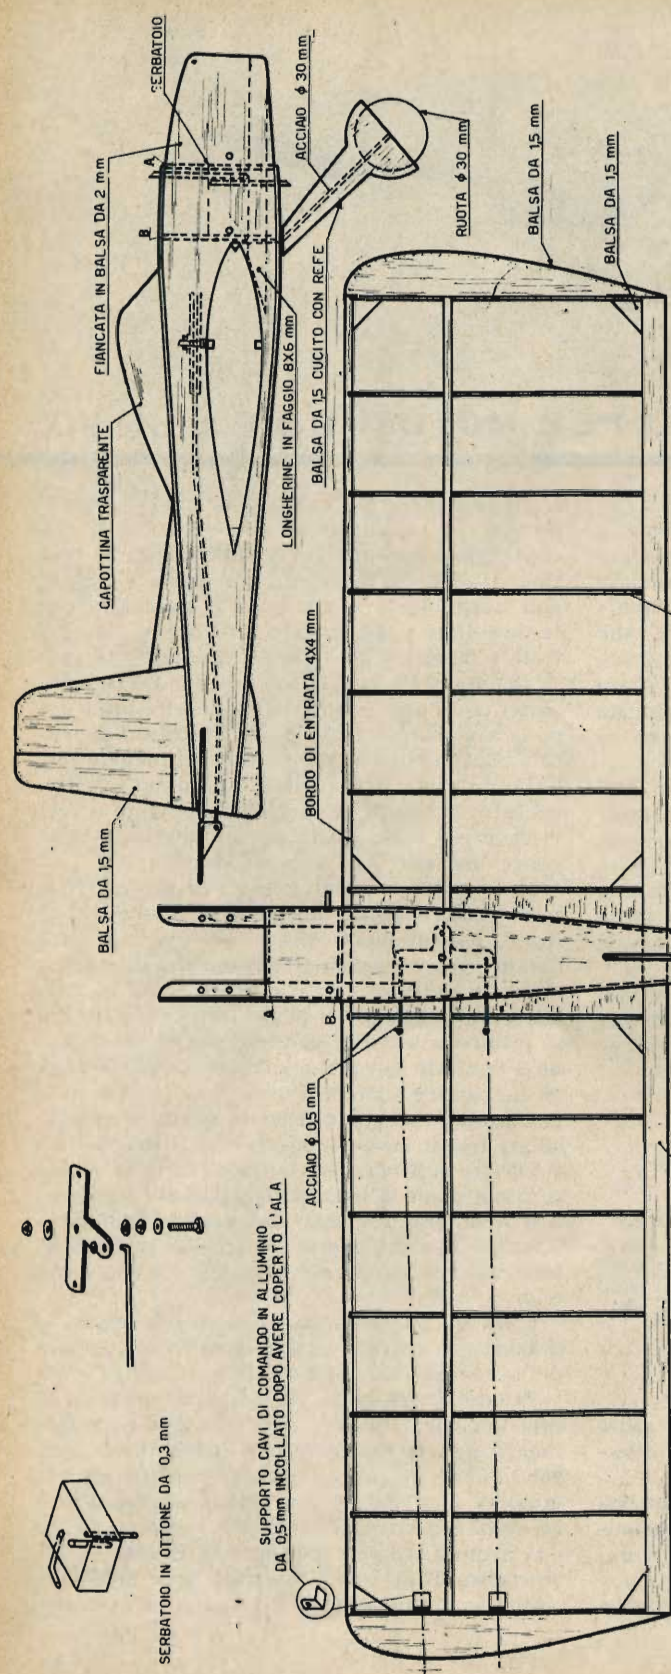 SERBATOIO
FIANCATA IN BALSA DA 2 mm
CAPOTTINA TRASPARENTE
BALSA DA 1,5 mm
A
B
ACCIAIO ϕ 30 mm
RUOTA ϕ 30 mm
LONGHERINE IN FAGGIO 8X6 mm
BALSA DA 1,5 CUCITO CON REFE
BALSA DA 1,5 mm
BALSA DA 1,5 mm
BORDO DI ENTRATA 4X4 mm
A
B
ACCIAIO ϕ 0,5 mm
SUPPORTO CAVI DI COMANDO IN ALLUMINIO
DA 0,5 mm INCOLLATO DOPO AVERE COPERTO L'ALA
SERBATOIO IN OTTONE DA 0,3 mm